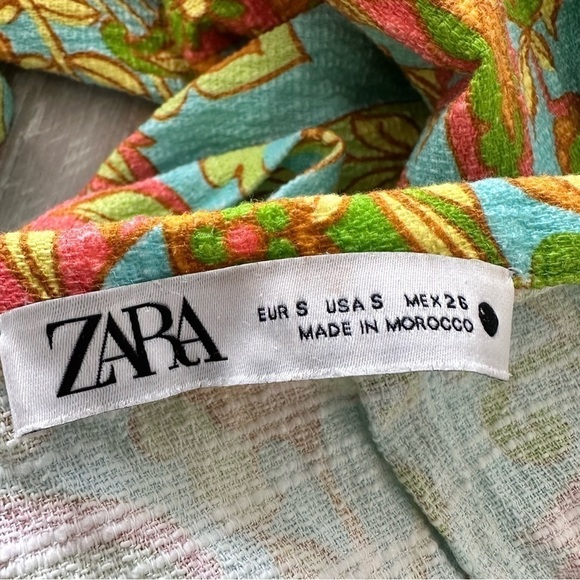 ZARA
EUR S USA S MEX 26
MADE IN MOROCCO